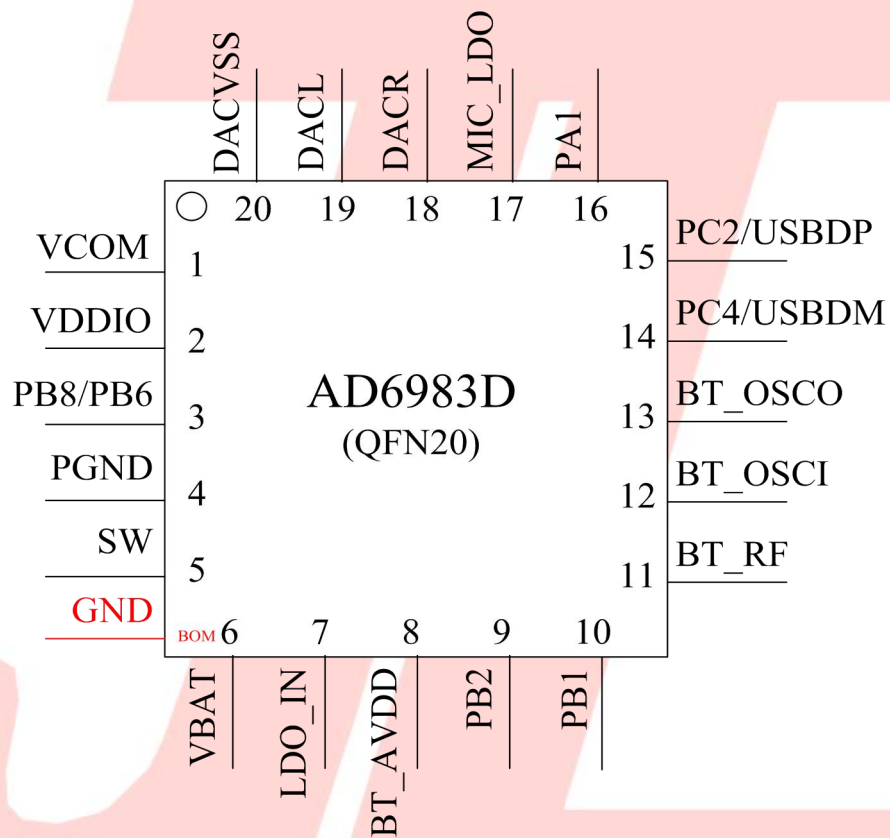 DACVSS
DACL
DACR
MIC_LDO
PA1
20
19
18
17
16
VCOM
1
VDDIO
2
PB8/PB6
3
PGND
4
SW
5
GND
BOM
AD6983D
(QFN20)
15
PC2/USBDP
14
PC4/USBDM
13
BT_OSCO
12
BT_OSCI
11
BT_RF
6
7
8
9
10
VBAT
LDO_IN
BT_AVDD
PB2
PB1